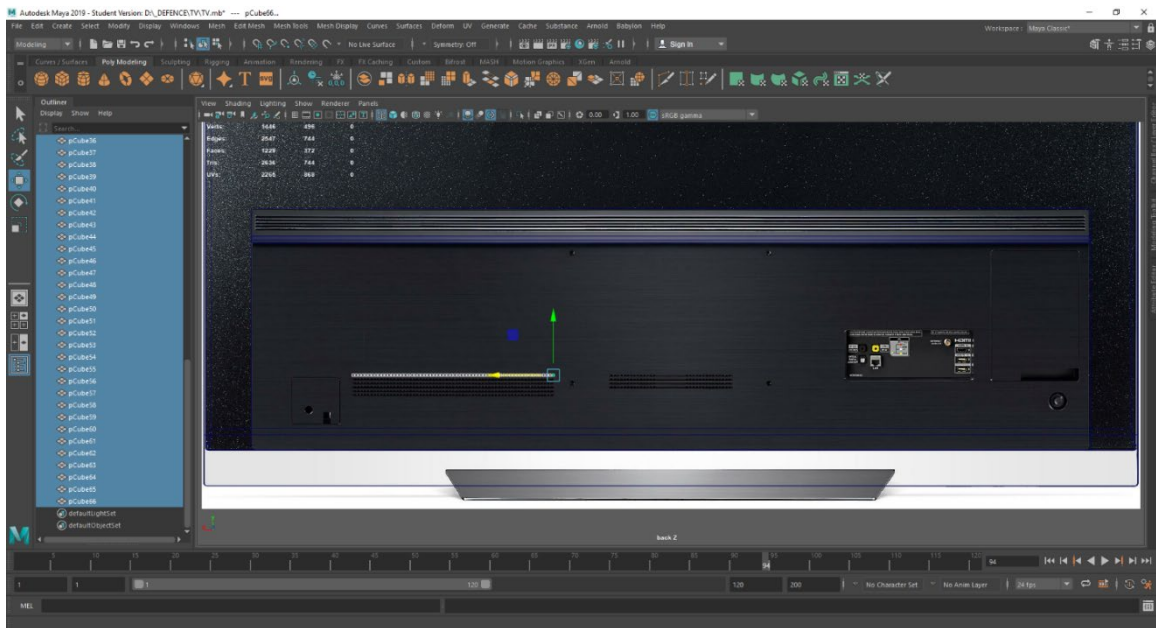 Autodesk Maya 2019 - Student Version: D:\_DEFENCE\TV\TV.mb* --- pCube66...
File Edit Create Select Modify Display Windows Mesh Edit Mesh Mesh Tools Mesh Display Curves Surfaces Deform UV Generate Cache Substance Arnold Babylon Help
Workspace: Maya Classic*
Modeling
No Live Surface
Symmetry: Off
Sign In
Curves / Surfaces Poly Modeling Sculpting Rigging Animation Rendering FX FX Caching Custom Bifrost MASH Motion Graphics XGen Arnold
Outliner
Display Show Help
Search...
View Shading Lighting Show Renderer Panels
0.00 1.00 sRGB gamma
Verts: 1646 496 0
Edges: 2547 744 0
Faces: 1229 372 0
Tris: 2636 744 0
UVs: 2265 868 0
pCube36
pCube37
pCube38
pCube39
pCube40
pCube41
pCube42
pCube43
pCube44
pCube45
pCube46
pCube47
pCube48
pCube49
pCube50
pCube51
pCube52
pCube53
pCube54
pCube55
pCube56
pCube57
pCube58
pCube59
pCube60
pCube61
pCube62
pCube63
pCube64
pCube65
pCube66
defaultLightSet
defaultObjectSet
HDMI
back Z
5 10 15 20 25 30 35 40 45 50 55 60 65 70 75 80 85 90 95 100 105 110 115 120
94
94
1 1 1 120 120 200 No Character Set No Anim Layer 24 fps
MEL